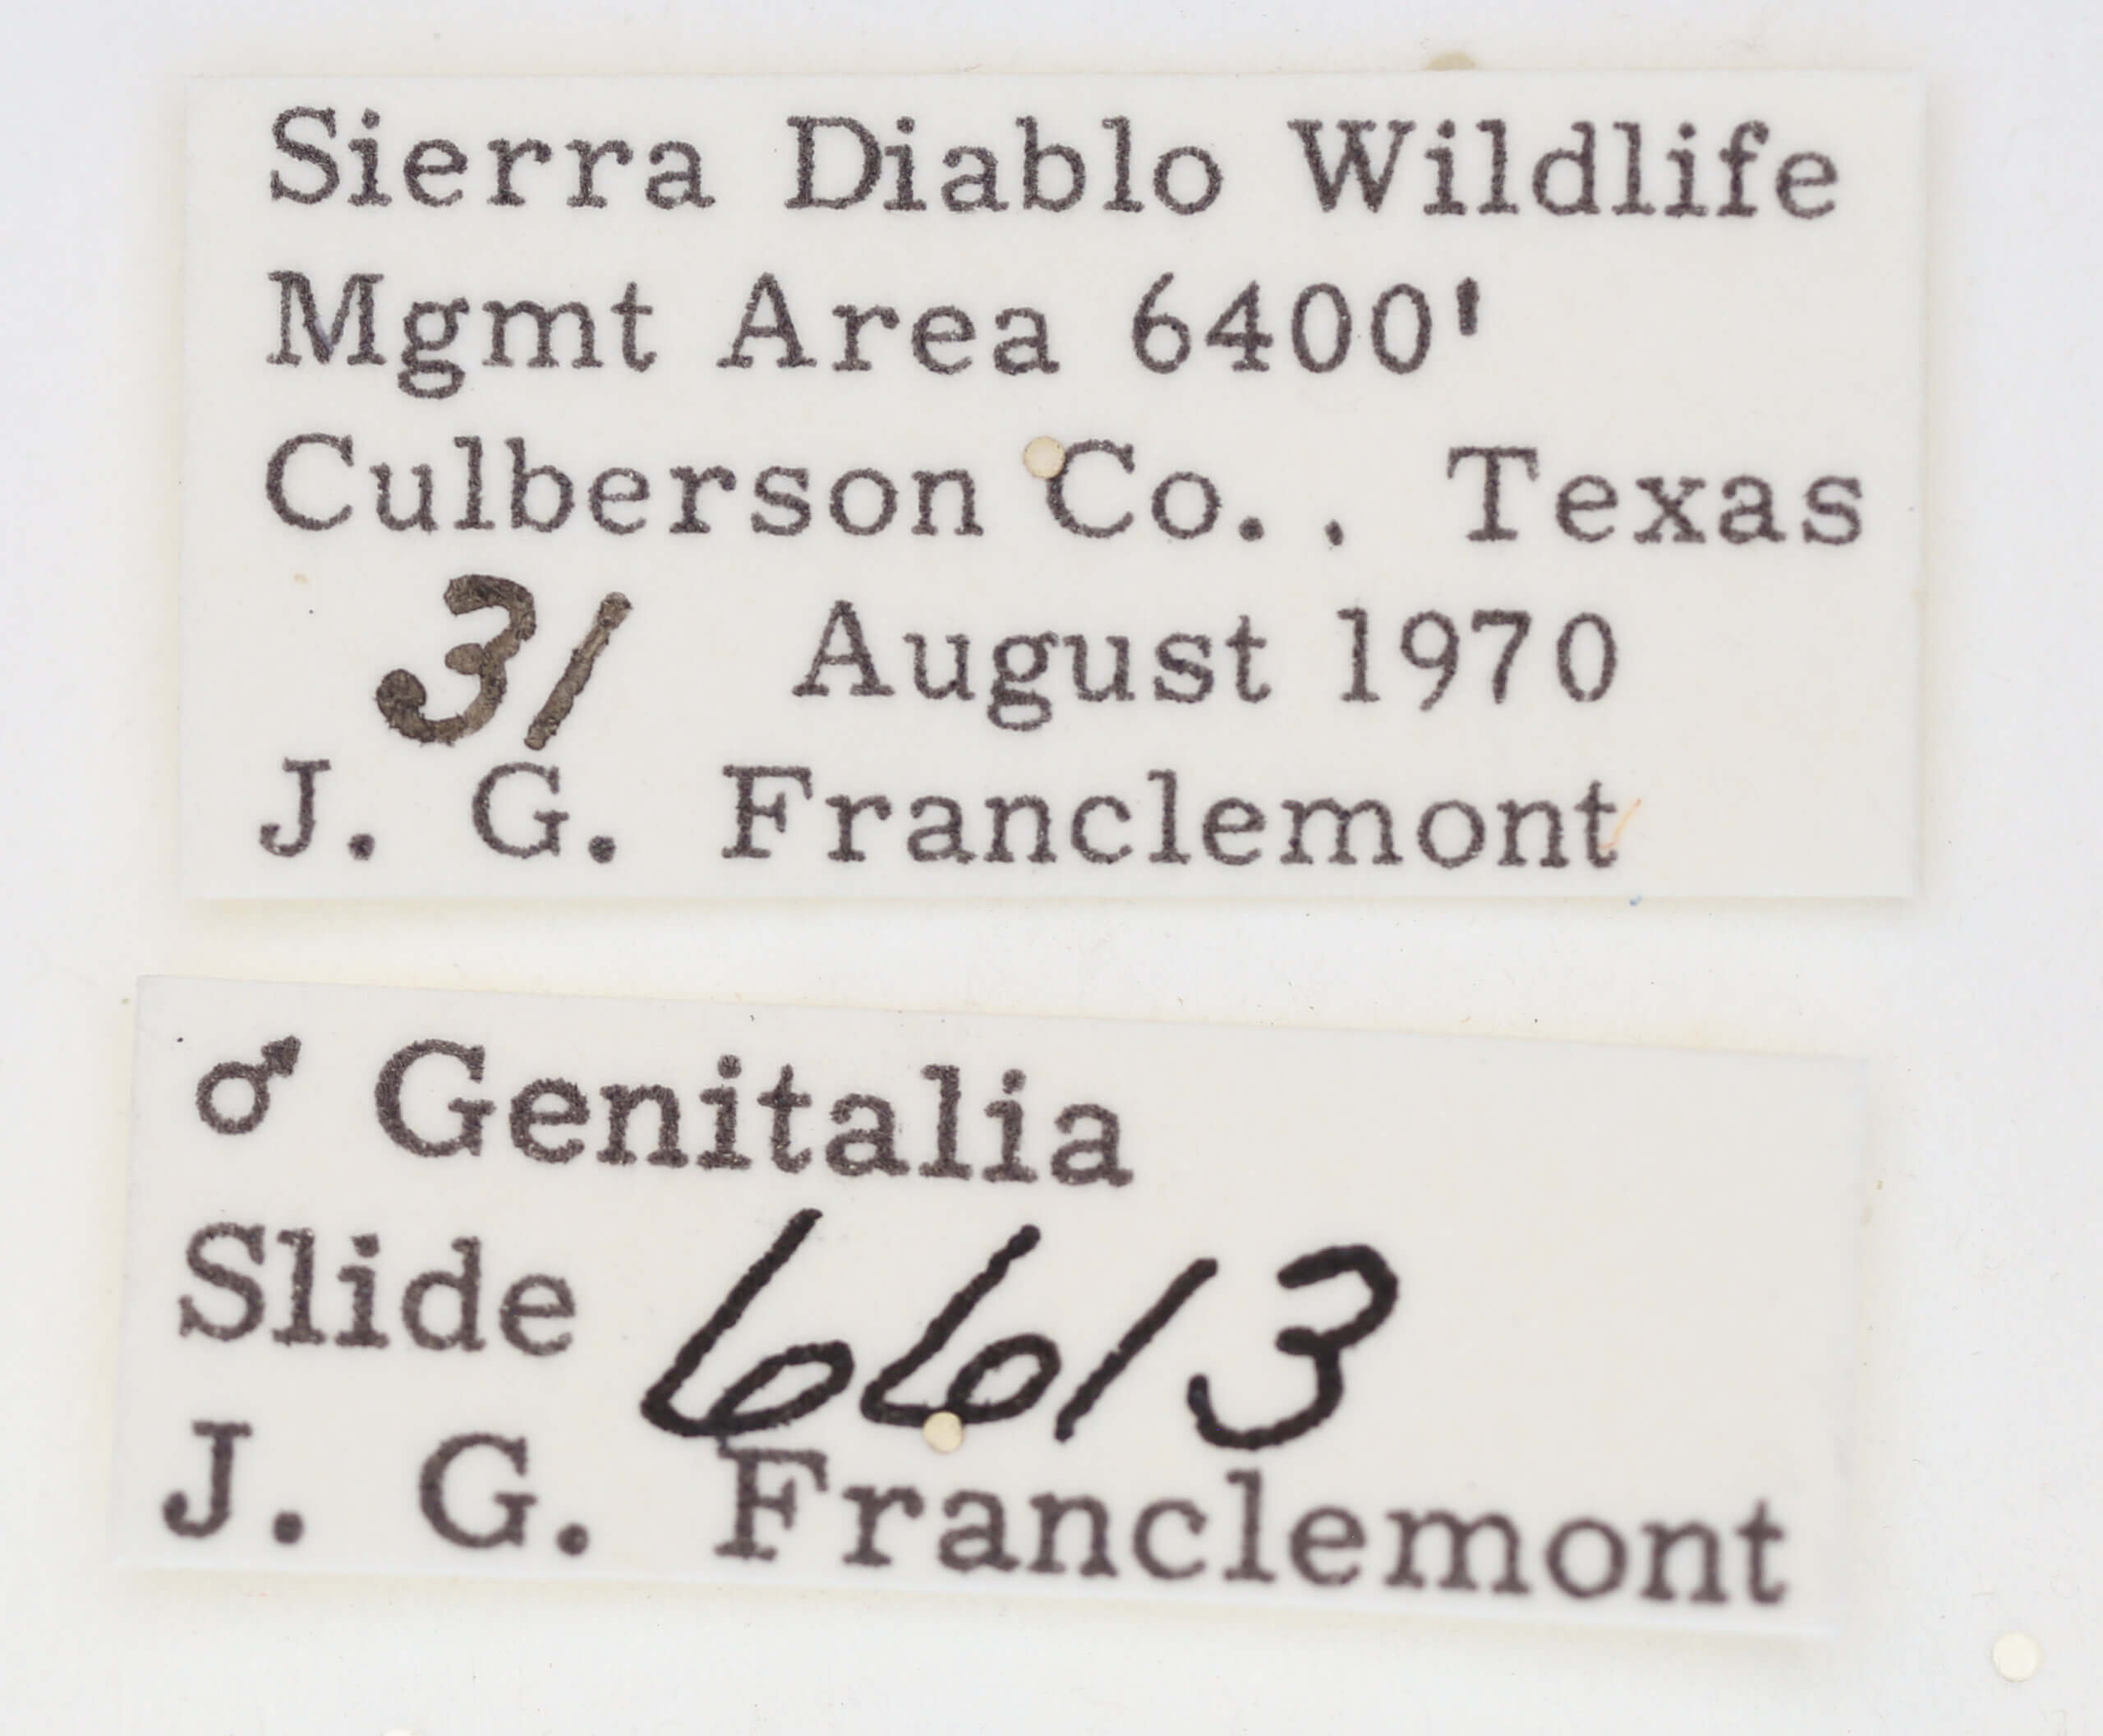 Sierra Diablo Wildlife
Mgmt Area 6400'
Culberson Co. , Texas
31 August 1970
J. G. Franclemont
♂ Genitalia
Slide 6613
J. G. Franclemont